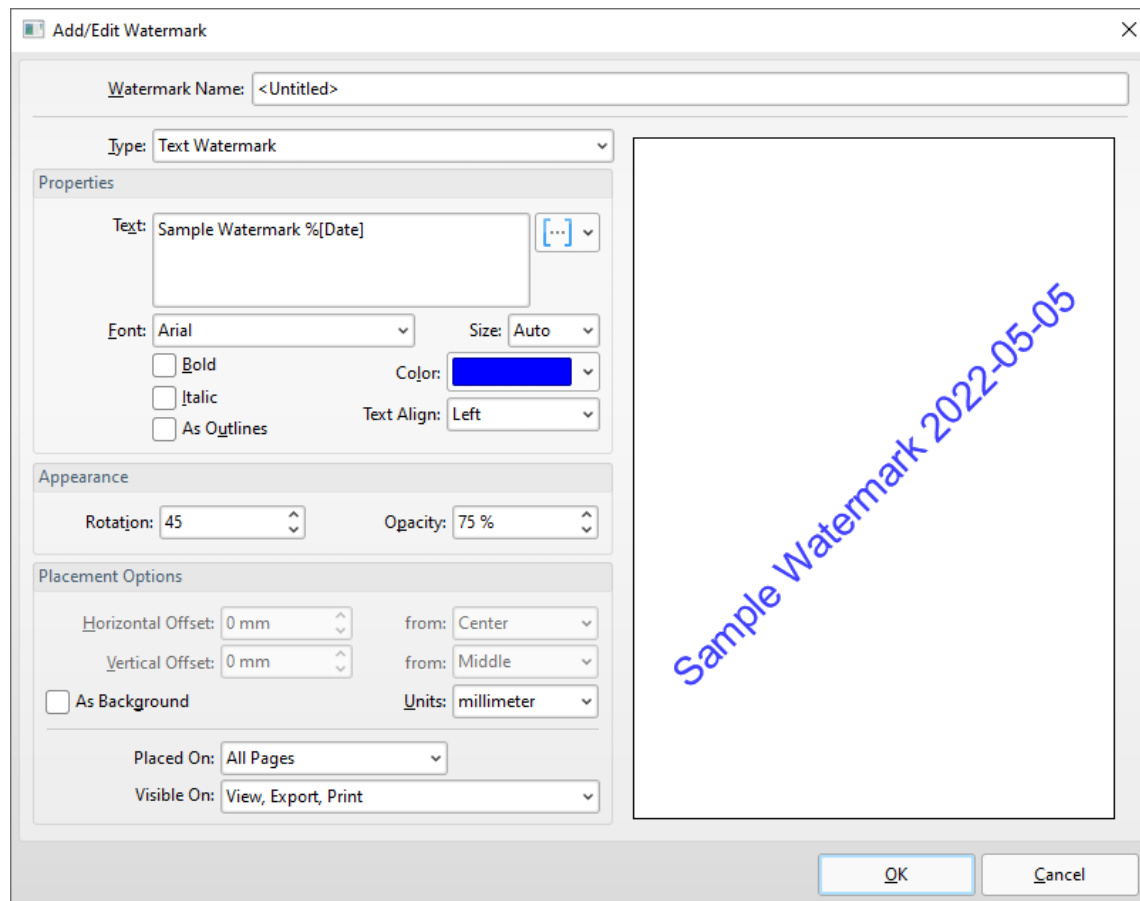 Add/Edit Watermark
Watermark Name: <Untitled>
Type: Text Watermark
Properties
Text: Sample Watermark %[Date]
[...]
Font: Arial Size: Auto
Bold
Color:
Italic
Text Align: Left
As Outlines
Appearance
Rotation: 45 Opacity: 75 %
Placement Options
Horizontal Offset: 0 mm from: Center
Vertical Offset: 0 mm from: Middle
As Background Units: millimeter
Placed On: All Pages
Visible On: View, Export, Print
Sample Watermark 2022-05-05
OK Cancel